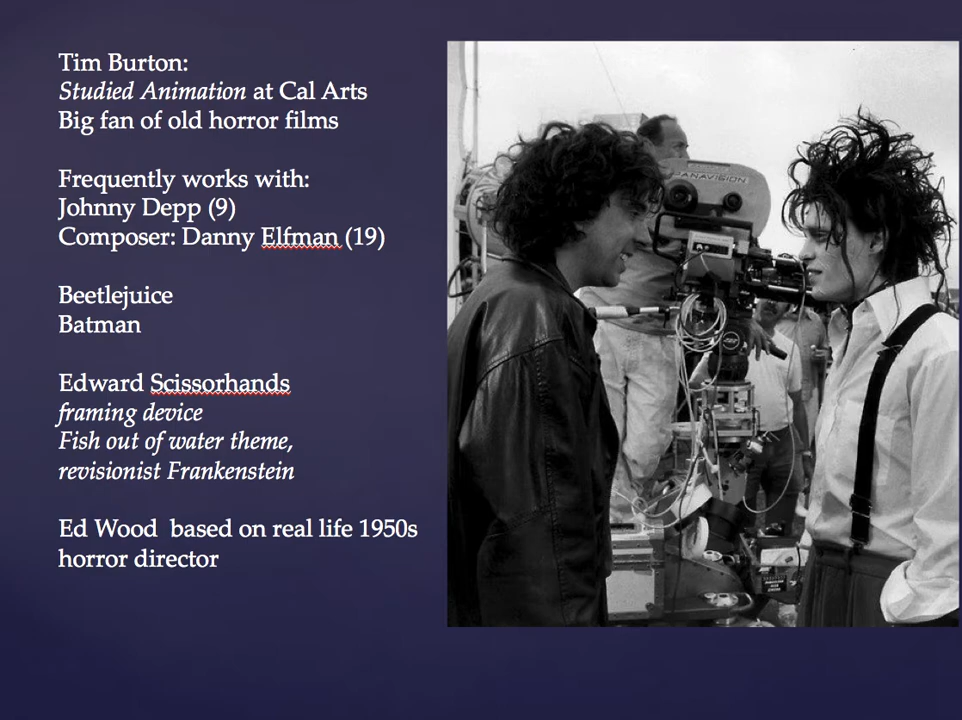 Tim Burton:
Studied Animation at Cal Arts
Big fan of old horror films
Frequently works with:
Johnny Depp (9)
Composer: Danny Elfman (19)
Beetlejuice
Batman
Edward Scissorhands
framing device
Fish out of water theme,
revisionist Frankenstein
Ed Wood  based on real life 1950s
horror director
PANAVISION